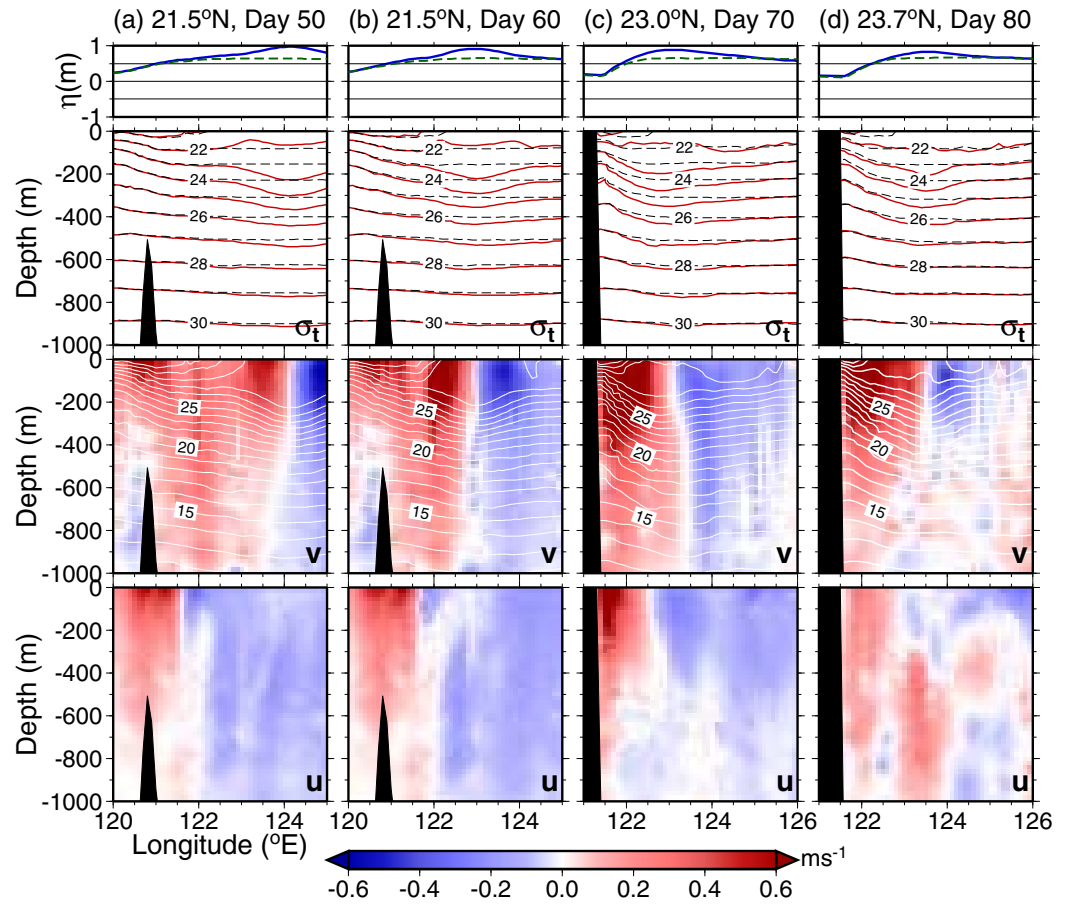 (a) 21.5°N, Day 50 (b) 21.5°N, Day 60 (c) 23.0°N, Day 70 (d) 23.7°N, Day 80
η(m)
1
0
-1
Depth (m)
0
-200
-400
-600
-800
-1000
22 24 26 28 30 σt
22 24 26 28 30 σt
22 24 26 28 30 σt
22 24 26 28 30 σt
Depth (m)
0
-200
-400
-600
-800
-1000
25 20 15 v
25 20 15 v
25 20 15 v
25 20 15 v
Depth (m)
0
-200
-400
-600
-800
-1000
u u u u
120 122 124 120 122 124 122 124 126 122 124 126
Longitude (°E)
ms-1
-0.6 -0.4 -0.2 0.0 0.2 0.4 0.6